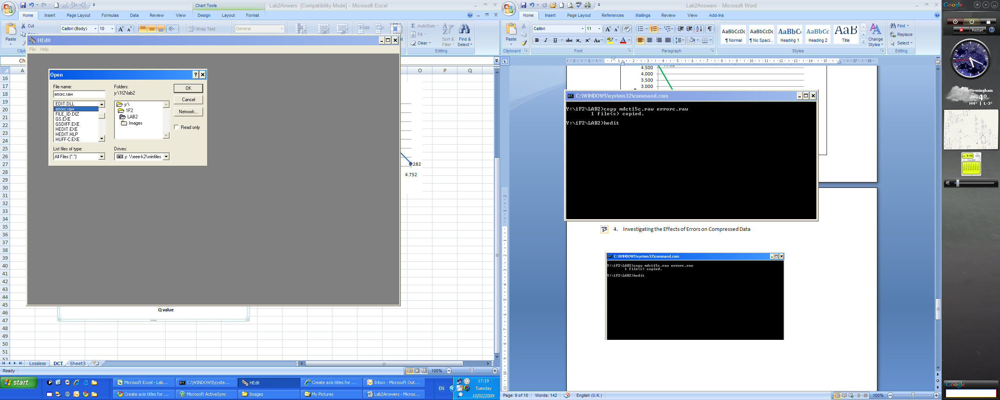 Lab2Anwers [Compatibility Mode] - Microsoft Excel
Chart Tools
Home Insert Page Layout Formulas Data Review View Design Layout Format
Cut
Paste
Calibri (Body) 10
Wrap Text
General
AutoSum
Fill
Clear
Sort & Filter
Find & Select
Editing
HEdit
File Help
Open
File name:
errorc.raw
EDIT.DLL
errorc.raw
FILE_ID.DIZ
GS.EXE
GSDIFF.EXE
HEDIT.EXE
HEDIT.HLP
HUFF-C.EXE
List files of type:
All Files (*.*)
Folders:
y:\1f2\lab2
y:\
1F2
LAB2
Images
Drives:
y: \\eee-k2\winfiles
OK
Cancel
Network...
Read only
A O P Q
16
17
18
19
20
21
22
23
24
25
26
27
28
29
30
31
32
33
34
35
36
37
38
39
40
41
42
43
44
45
46
47
48
49
50
51
52
0.282
4.752
Q value
Lossless DCT Sheet3
Ready
100%
Lab2Answers - Microsoft Word
Home Insert Page Layout References Mailings Review View Add-Ins
Paste
Clipboard
Calibri 11
Font
Paragraph
AaBbCcDc AaBbCcDc AaBbC AaBbCc AaB
¶ Normal ¶ No Spaci... Heading 1 Heading 2 Title
Change Styles
Styles
Find
Replace
Select
Editing
4.752
4.500
4.000
3.500
3.000
C:\WINDOWS\system32\command.com
Y:\1F2\LAB2>copy mdct15c.raw errorc.raw
1 file(s) copied.
Y:\1F2\LAB2>hedit
4. Investigating the Effects of Errors on Compressed Data
C:\WINDOWS\system32\command.com
Y:\1F2\LAB2>copy mdct15c.raw errorc.raw
1 file(s) copied.
Y:\1F2\LAB2>hedit
Page: 9 of 10 Words: 142 English (U.K.) 100%
Google
Restart
Birmingham
4°
H4° | L-3°
5:19
Google
start
Microsoft Excel - Lab...
C:\WINDOWS\syste...
HEdit
Create axis titles for ...
Inbox - Microsoft Out...
Create axis titles for ...
Microsoft ActiveSync
Images
My Pictures
Lab2Answers - Micros...
EN
17:19
Tuesday
10/02/2009